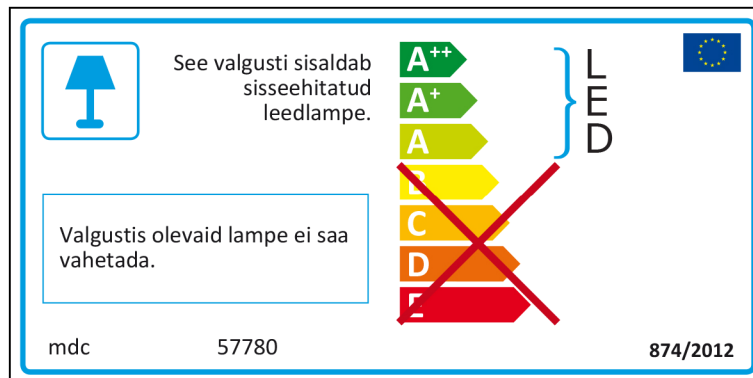 See valgusti sisaldab
sisseehitatud
leedlampe.
A++
A+
A
B
C
D
E
L
E
D
Valgustis olevaid lampe ei saa
vahetada.
mdc 57780 874/2012